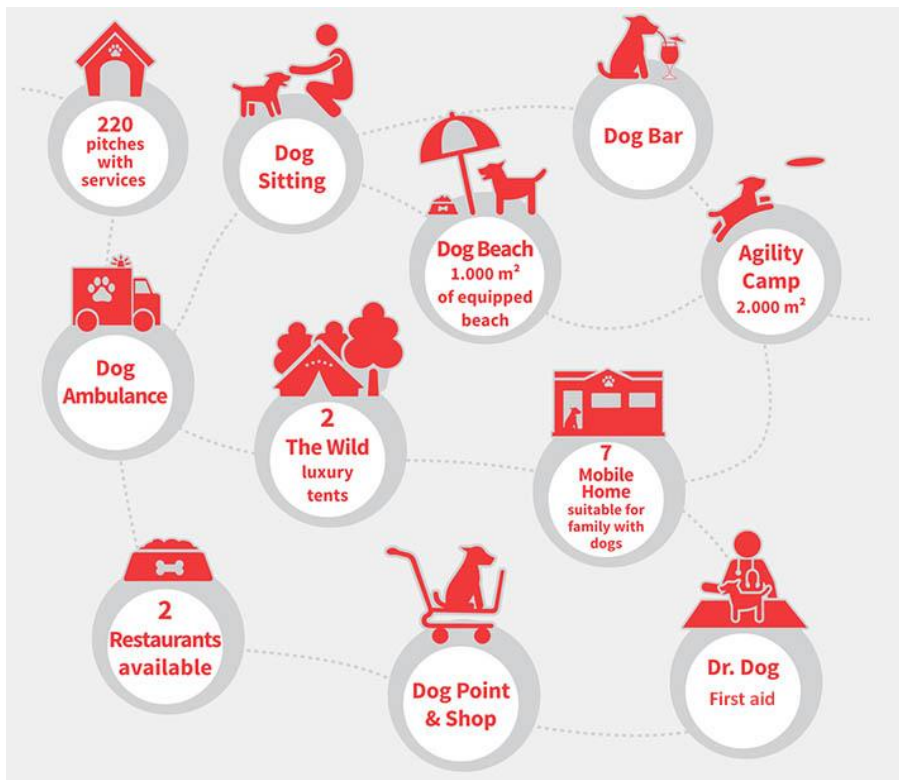 220
pitches
with
services
Dog
Sitting
Dog Bar
Dog Beach
1.000 m²
of equipped
beach
Agility
Camp
2.000 m²
Dog
Ambulance
2
The Wild
luxury
tents
7
Mobile
Home
suitable for
family with
dogs
2
Restaurants
available
Dog Point
& Shop
Dr. Dog
First aid